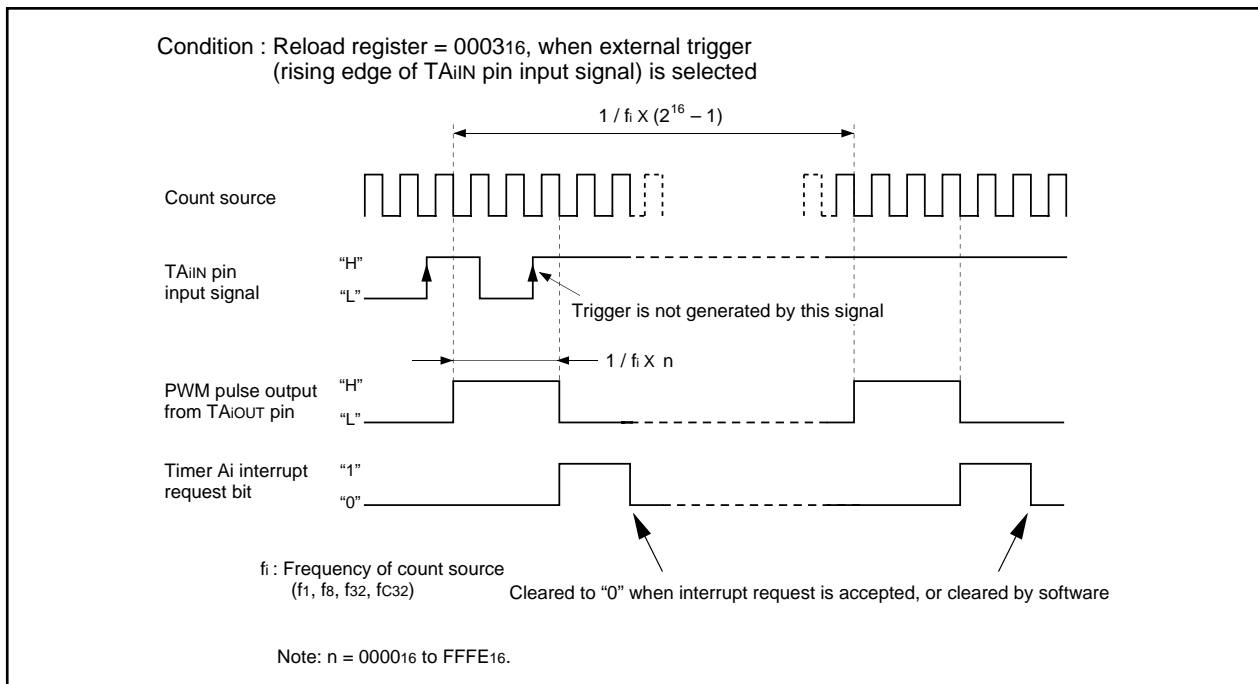 Condition : Reload register = 000316, when external trigger
(rising edge of TAiIN pin input signal) is selected
1 / fi X (2^16 – 1)
Count source
TAiIN pin
input signal
“H”
“L”
Trigger is not generated by this signal
1 / fi X n
PWM pulse output
from TAiOUT pin
“H”
“L”
Timer Ai interrupt
request bit
“1”
“0”
fi : Frequency of count source
(f1, f8, f32, fC32)
Cleared to “0” when interrupt request is accepted, or cleared by software
Note: n = 000016 to FFFE16.